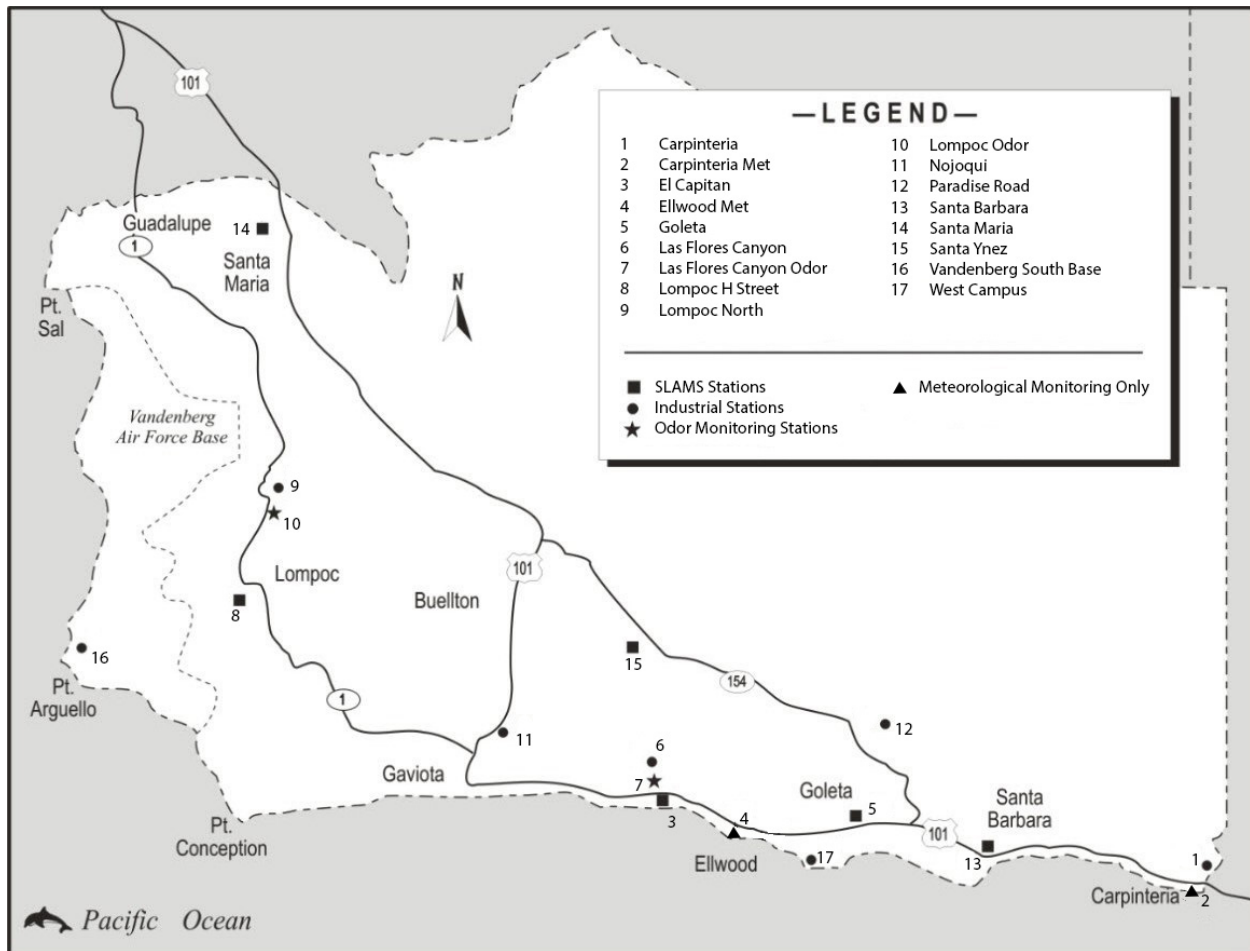 101
—LEGEND—
1 Carpinteria
2 Carpinteria Met
3 El Capitan
4 Ellwood Met
5 Goleta
6 Las Flores Canyon
7 Las Flores Canyon Odor
8 Lompoc H Street
9 Lompoc North
10 Lompoc Odor
11 Nojoqui
12 Paradise Road
13 Santa Barbara
14 Santa Maria
15 Santa Ynez
16 Vandenberg South Base
17 West Campus
SLAMS Stations
Industrial Stations
Odor Monitoring Stations
Meteorological Monitoring Only
Guadalupe
1
14
Santa
Maria
N
Pt.
Sal
Vandenberg
Air Force Base
9
10
Lompoc
8
Buellton
101
16
Pt.
Arguello
15
154
1
12
11
6
7
Gaviota
3
4
Goleta
5
Santa
Barbara
101
13
Pt.
Conception
Ellwood
17
1
Carpinteria
2
Pacific Ocean